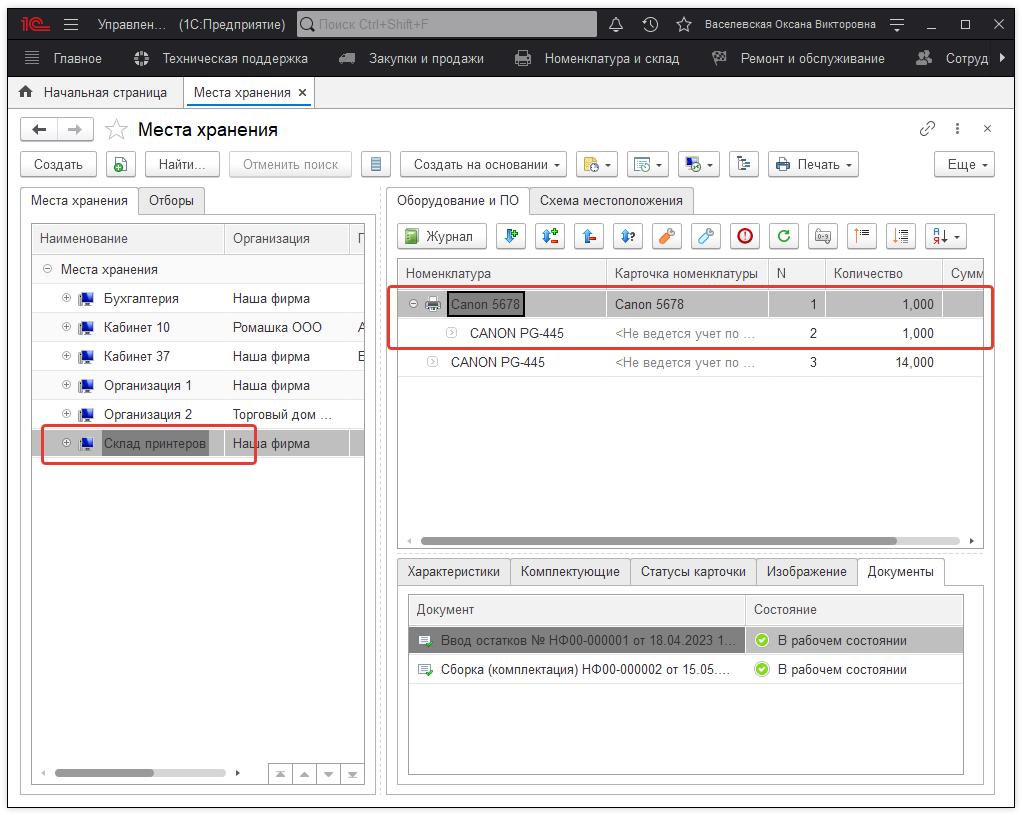 1С Управлен... (1С:Предприятие) Поиск Ctrl+Shift+F Васелевская Оксана Викторовна
Главное Техническая поддержка Закупки и продажи Номенклатура и склад Ремонт и обслуживание Сотруд
Начальная страница Места хранения
Места хранения
Создать Найти... Отменить поиск Создать на основании Печать Еще
Места хранения Отборы
Наименование Организация
Места хранения
Бухгалтерия Наша фирма
Кабинет 10 Ромашка ООО
Кабинет 37 Наша фирма
Организация 1 Наша фирма
Организация 2 Торговый дом ...
Склад принтеров Наша фирма
Оборудование и ПО Схема местоположения
Журнал
Номенклатура Карточка номенклатуры N Количество Сумм
Canon 5678 Canon 5678 1 1,000
CANON PG-445 <Не ведется учет по ... 2 1,000
CANON PG-445 <Не ведется учет по ... 3 14,000
Характеристики Комплектующие Статусы карточки Изображение Документы
Документ Состояние
Ввод остатков № НФ00-000001 от 18.04.2023 1... В рабочем состоянии
Сборка (комплектация) НФ00-000002 от 15.05.... В рабочем состоянии